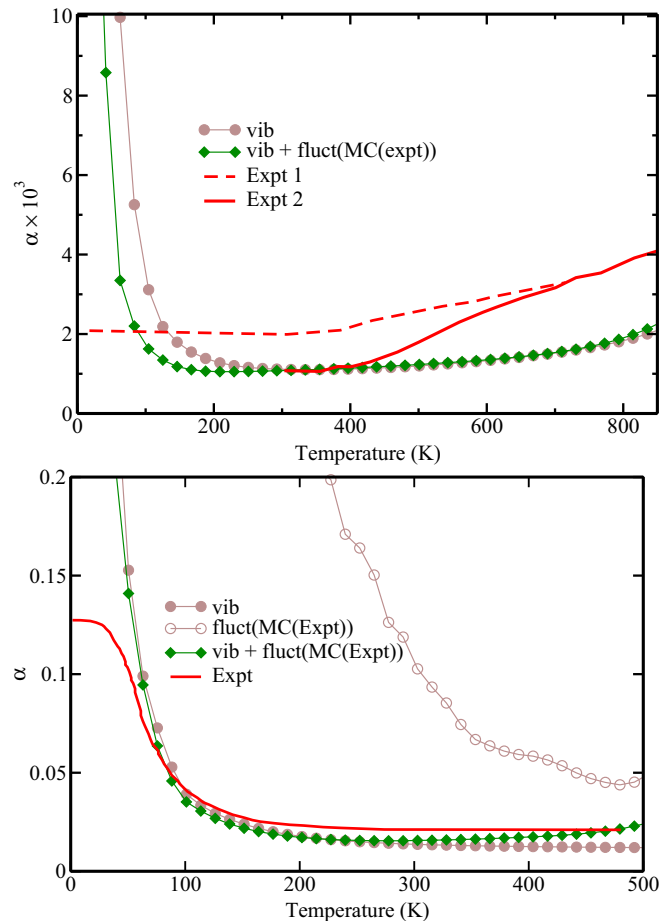 10
8
6
4
2
0
α × 10³
vib
vib + fluct(MC(expt))
Expt 1
Expt 2
0 200 400 600 800
Temperature (K)
0.2
0.15
0.1
0.05
0
α
vib
fluct(MC(Expt))
vib + fluct(MC(Expt))
Expt
0 100 200 300 400 500
Temperature (K)